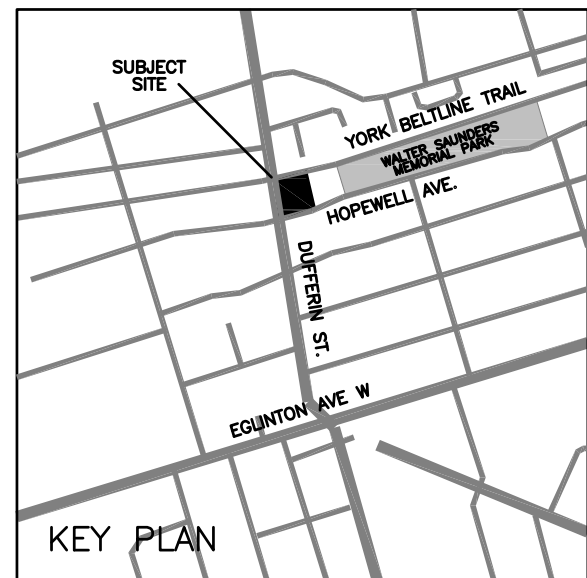 SUBJECT
SITE
YORK BELTLINE TRAIL
WALTER SAUNDERS
MEMORIAL PARK
HOPEWELL AVE.
DUFFERIN ST.
EGLINTON AVE W
KEY PLAN